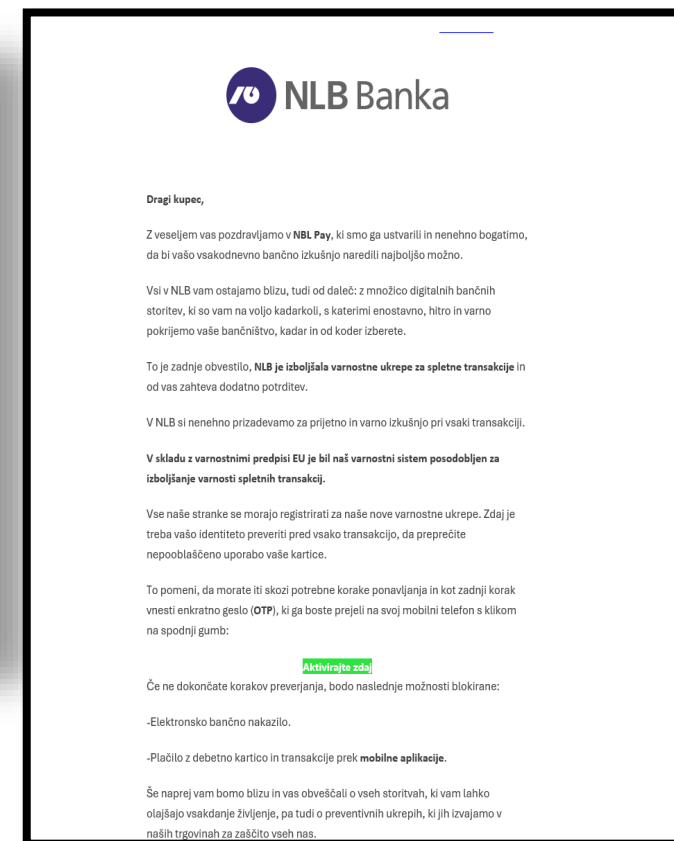 NLB Banka
Dragi kupec,
Z veseljem vas pozdravljamo v NBL Pay, ki smo ga ustvarili in nenehno bogatimo,
da bi vašo vsakodnevno bančno izkušnjo naredili najboljšo možno.
Vsi v NLB vam ostajamo blizu, tudi od daleč: z množico digitalnih bančnih
storitev, ki so vam na voljo kadarkoli, s katerimi enostavno, hitro in varno
pokrijemo vaše bančništvo, kadar in od koder izberete.
To je zadnje obvestilo, NLB je izboljšala varnostne ukrepe za spletne transakcije in
od vas zahteva dodatno potrditev.
V NLB si nenehno prizadevamo za prijetno in varno izkušnjo pri vsaki transakciji.
V skladu z varnostnimi predpisi EU je bil naš varnostni sistem posodobljen za
izboljšanje varnosti spletnih transakcij.
Vse naše stranke se morajo registrirati za naše nove varnostne ukrepe. Zdaj je
treba vašo identiteto preveriti pred vsako transakcijo, da preprečite
nepooblaščeno uporabo vaše kartice.
To pomeni, da morate iti skozi potrebne korake ponavljanja in kot zadnji korak
vnesti enkratno geslo (OTP), ki ga boste prejeli na svoj mobilni telefon s klikom
na spodnji gumb:
Aktivirajte zdaj
Če ne dokončate korakov preverjanja, bodo naslednje možnosti blokirane:
-Elektronsko bančno nakazilo.
-Plačilo z debetno kartico in transakcije prek mobilne aplikacije.
Še naprej vam bomo blizu in vas obveščali o vseh storitvah, ki vam lahko
olajšajo vsakdanje življenje, pa tudi o preventivnih ukrepih, ki jih izvajamo v
naših trgovinah za zaščito vseh nas.